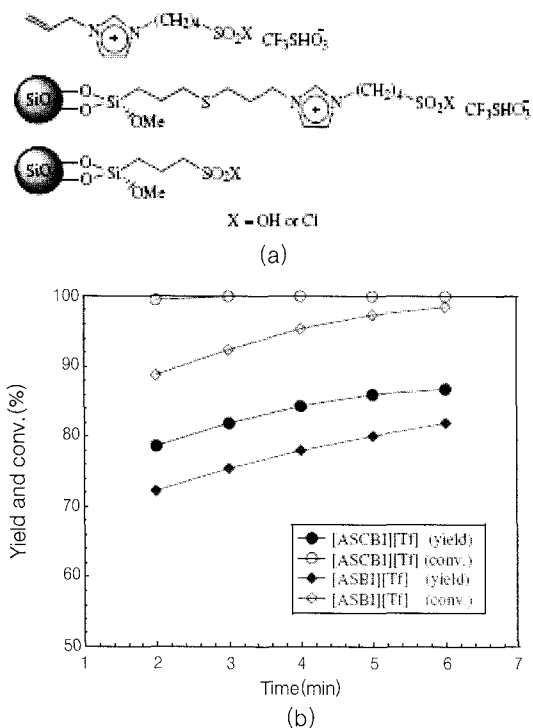 N N (CH₂)₄ SO₂X CF₃SHO₃⁻
+
SiO O O Si OMe S N N (CH₂)₄ SO₂X CF₃SHO₃⁻
+
SiO O O Si OMe SO₂X
X = OH or Cl
(a)
100
90
80
70
60
50
Yield and conv.(%)
[ASCBI][Tf] (yield)
[ASCBI][Tf] (conv.)
[ASBI][Tf] (yield)
[ASBI][Tf] (conv.)
1 2 3 4 5 6 7
Time(min)
(b)